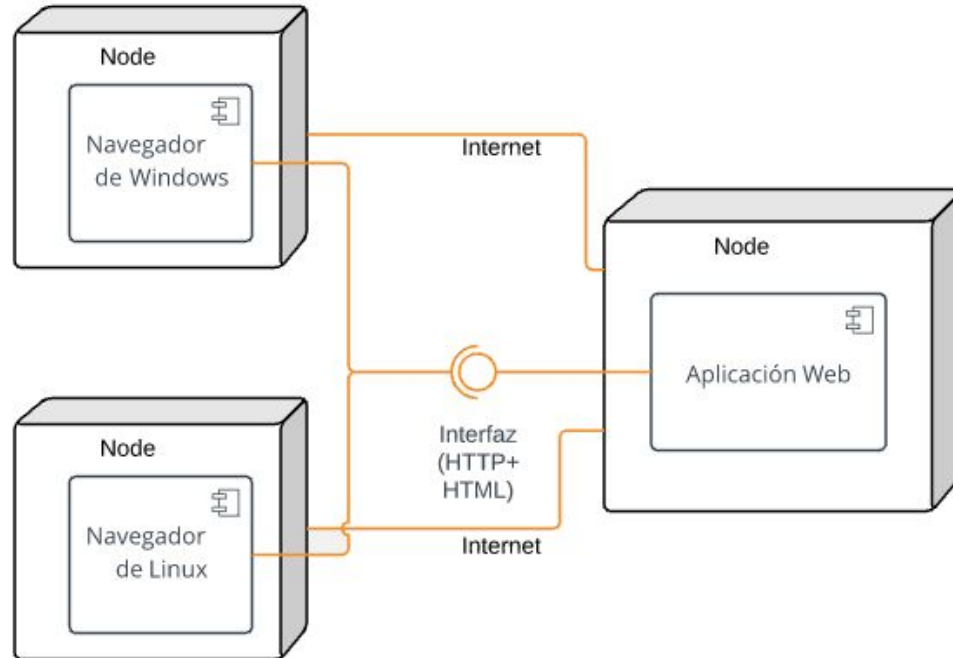 Node
Navegador
de Windows
Internet
Node
Aplicación Web
Interfaz
(HTTP+
HTML)
Node
Navegador
de Linux
Internet